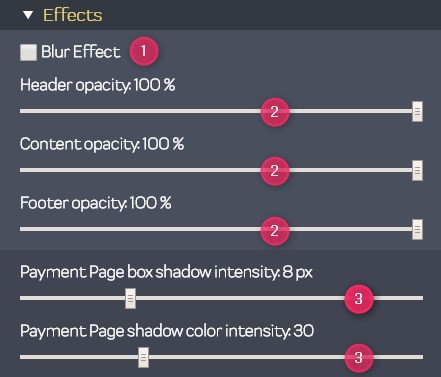 Effects
Blur Effect 1
Header opacity: 100 %
2
Content opacity: 100 %
2
Footer opacity: 100 %
2
Payment Page box shadow intensity: 8 px
3
Payment Page shadow color intensity: 30
3